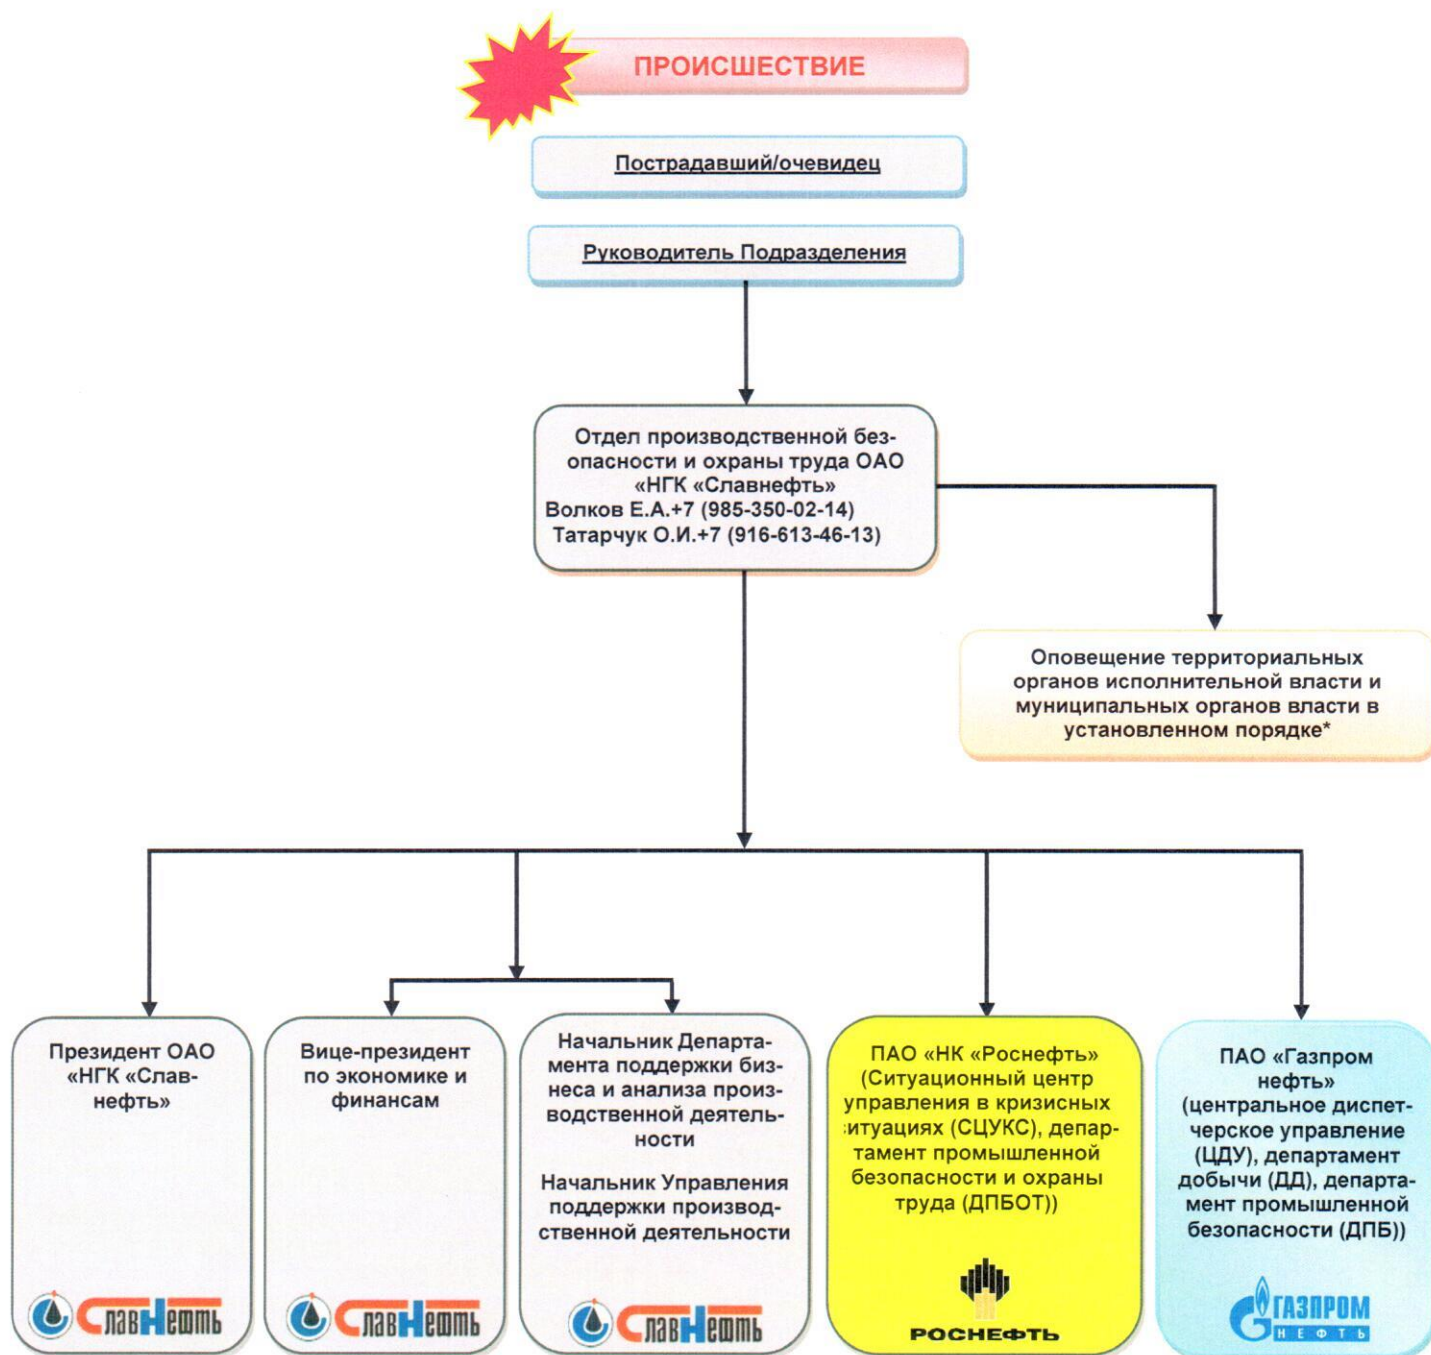 ПРОИСШЕСТВИЕ
Пострадавший/очевидец
Руководитель Подразделения
Отдел производственной без-
опасности и охраны труда ОАО
«НГК «Славнефть»
Волков Е.А.+7 (985-350-02-14)
Татарчук О.И.+7 (916-613-46-13)
Оповещение территориальных
органов исполнительной власти и
муниципальных органов власти в
установленном порядке*
Президент ОАО
«НГК «Слав-
нефть»
СлавНефть
Вице-президент
по экономике и
финансам
СлавНефть
Начальник Департа-
мента поддержки биз-
неса и анализа произ-
водственной деятель-
ности
Начальник Управления
поддержки производ-
ственной деятельности
СлавНефть
ПАО «НК «Роснефть»
(Ситуационный центр
управления в кризисных
ситуациях (СЦУКС), депар-
тамент промышленной
безопасности и охраны
труда (ДПБОТ))
РОСНЕФТЬ
ПАО «Газпром
нефть»
(центральное диспет-
черское управление
(ЦДУ), департамент
добычи (ДД), департа-
мент промышленной
безопасности (ДПБ))
ГАЗПРОМ
НЕФТЬ